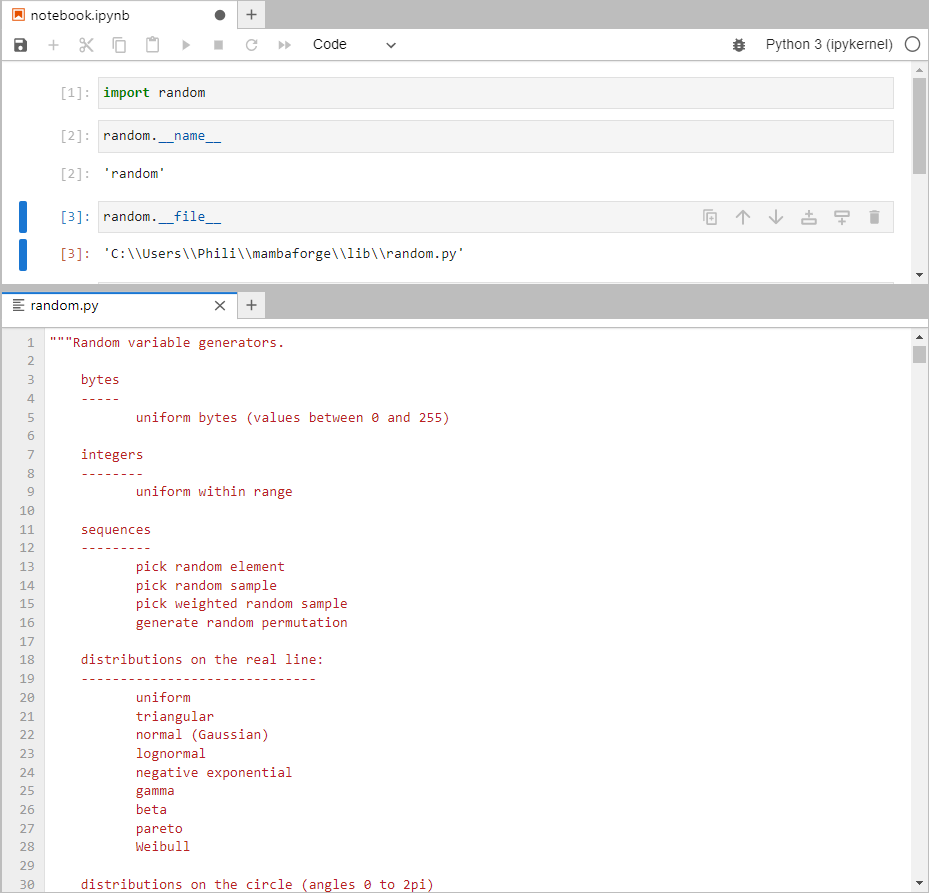 notebook.ipynb
Code
Python 3 (ipykernel)
[1]: import random
[2]: random.__name__
[2]: 'random'
[3]: random.__file__
[3]: 'C:\\Users\\Phili\\mambaforge\\lib\\random.py'
random.py
1 """Random variable generators.
2
3 bytes
4 -----
5 uniform bytes (values between 0 and 255)
6
7 integers
8 --------
9 uniform within range
10
11 sequences
12 ---------
13 pick random element
14 pick random sample
15 pick weighted random sample
16 generate random permutation
17
18 distributions on the real line:
19 ------------------------------
20 uniform
21 triangular
22 normal (Gaussian)
23 lognormal
24 negative exponential
25 gamma
26 beta
27 pareto
28 Weibull
29
30 distributions on the circle (angles 0 to 2pi)